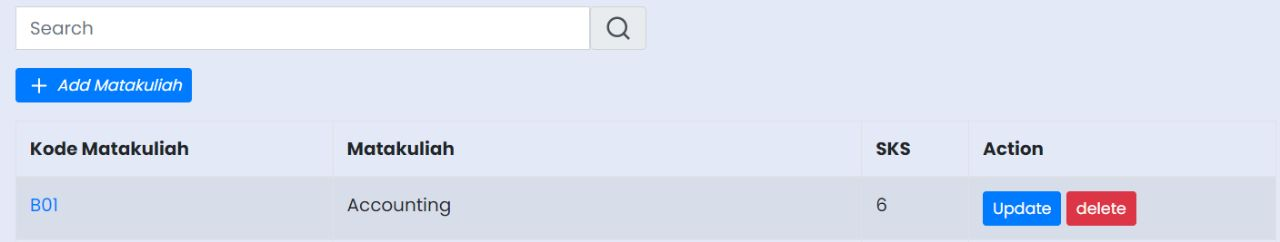 Search
Add Matakuliah
Kode Matakuliah Matakuliah SKS Action
B01 Accounting 6 Update delete